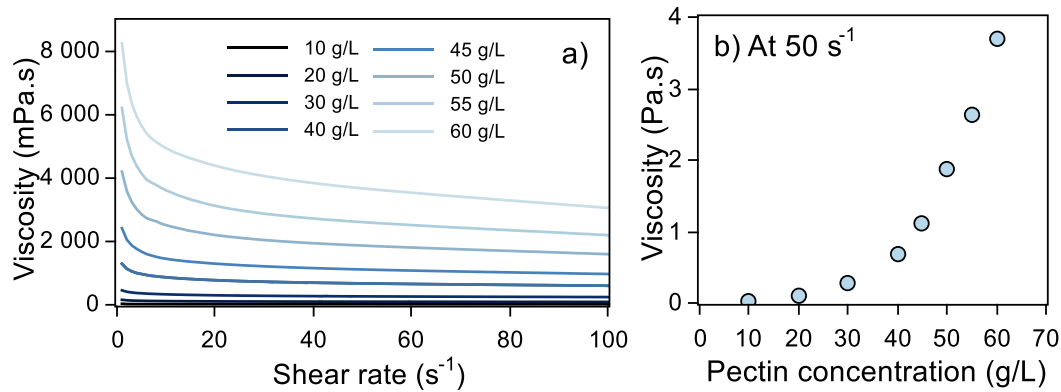 a)
10 g/L
20 g/L
30 g/L
40 g/L
45 g/L
50 g/L
55 g/L
60 g/L
Viscosity (mPa.s)
8 000
6 000
4 000
2 000
0
0 20 40 60 80 100
Shear rate (s⁻¹)
b) At 50 s⁻¹
Viscosity (Pa.s)
4
3
2
1
0
0 10 20 30 40 50 60 70
Pectin concentration (g/L)